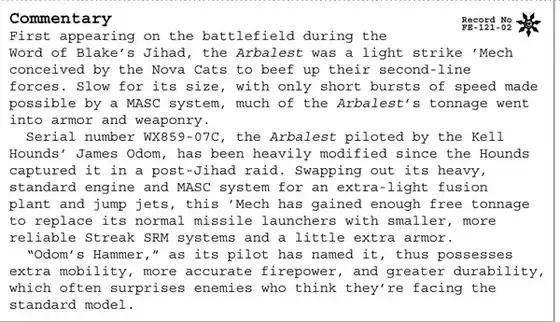 Commentary
Record No
FE-121-02
First appearing on the battlefield during the
Word of Blake’s Jihad, the Arbalest was a light strike ’Mech
conceived by the Nova Cats to beef up their second-line
forces. Slow for its size, with only short bursts of speed made
possible by a MASC system, much of the Arbalest’s tonnage went
into armor and weaponry.
Serial number WX859-07C, the Arbalest piloted by the Kell
Hounds’ James Odom, has been heavily modified since the Hounds
captured it in a post-Jihad raid. Swapping out its heavy,
standard engine and MASC system for an extra-light fusion
plant and jump jets, this ’Mech has gained enough free tonnage
to replace its normal missile launchers with smaller, more
reliable Streak SRM systems and a little extra armor.
“Odom’s Hammer,” as its pilot has named it, thus possesses
extra mobility, more accurate firepower, and greater durability,
which often surprises enemies who think they’re facing the
standard model.